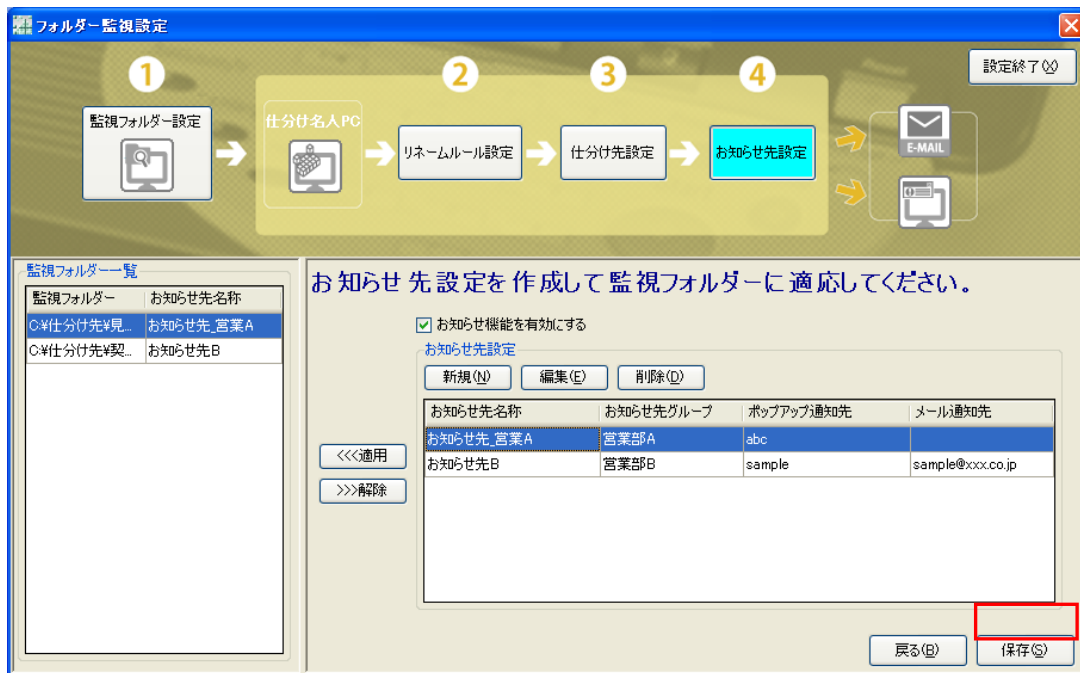 フォルダー監視設定
設定終了(X)
1
2
3
4
監視フォルダー設定
仕分け名人PC
リネームルール設定
仕分け先設定
お知らせ先設定
E-MAIL
監視フォルダー一覧
監視フォルダー お知らせ先名称
C:¥仕分け先¥見... お知らせ先_営業A
C:¥仕分け先¥契... お知らせ先B
お知らせ先設定を作成して監視フォルダーに適応してください。
お知らせ機能を有効にする
お知らせ先設定
新規(N) 編集(E) 削除(D)
お知らせ先名称 お知らせ先グループ ポップアップ通知先 メール通知先
お知らせ先_営業A 営業部A abc
お知らせ先B 営業部B sample sample@xxx.co.jp
<<<適用
>>>解除
戻る(B) 保存(S)